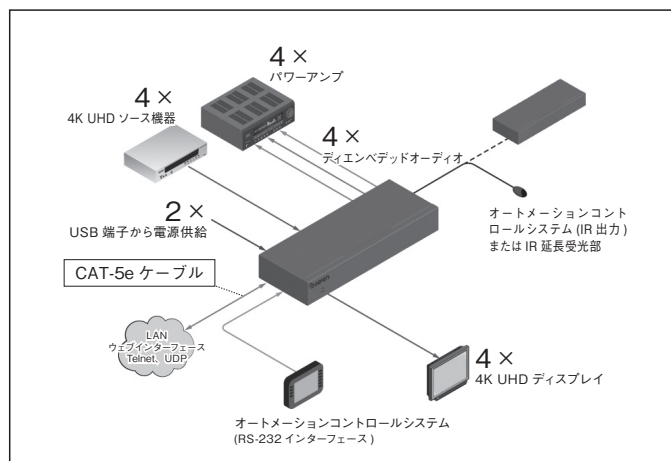 4×
パワーアンプ
4×
4K UHD ソース機器
4×
ディエンベデッドオーディオ
2×
USB 端子から電源供給
オートメーションコント
ロールシステム (IR 出力)
または IR 延長受光部
CAT-5e ケーブル
LAN
ウェブインターフェース
Telnet、UDP
4×
4K UHD ディスプレイ
オートメーションコントロールシステム
(RS-232 インターフェース )